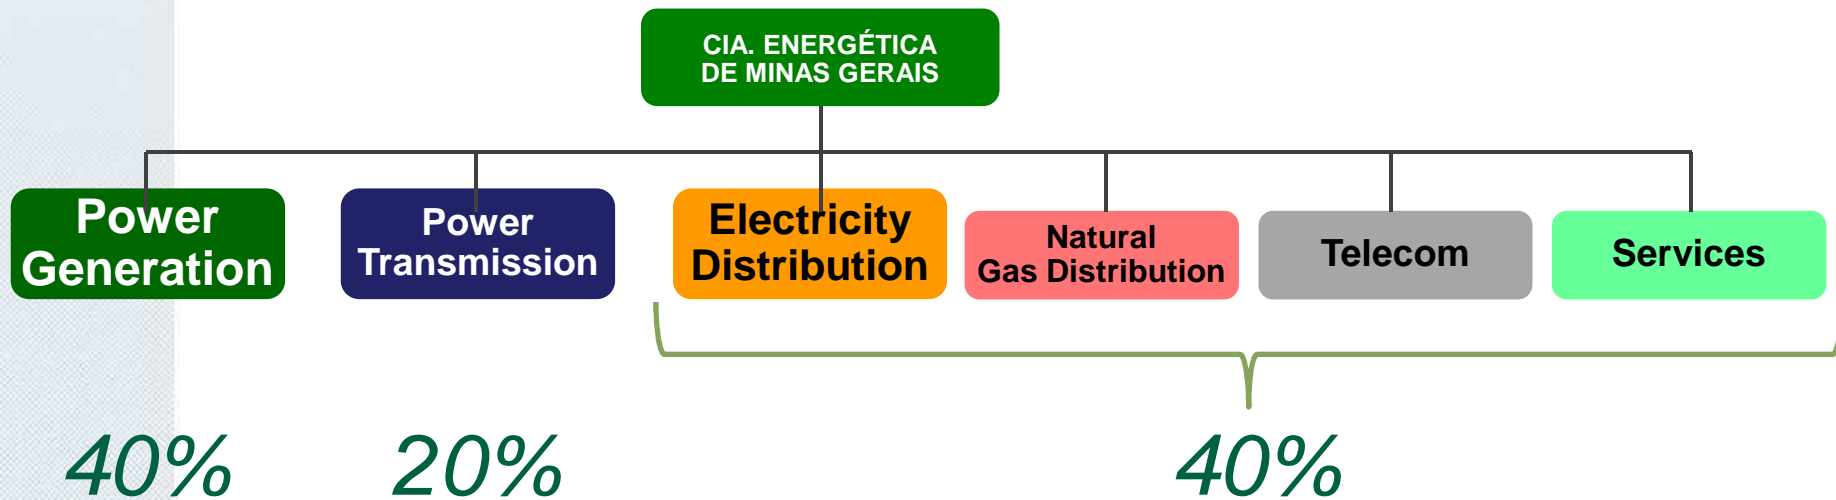 CIA. ENERGÉTICA
DE MINAS GERAIS
Power
Generation
Power
Transmission
Electricity
Distribution
Natural
Gas Distribution
Telecom
Services
40%
20%
40%